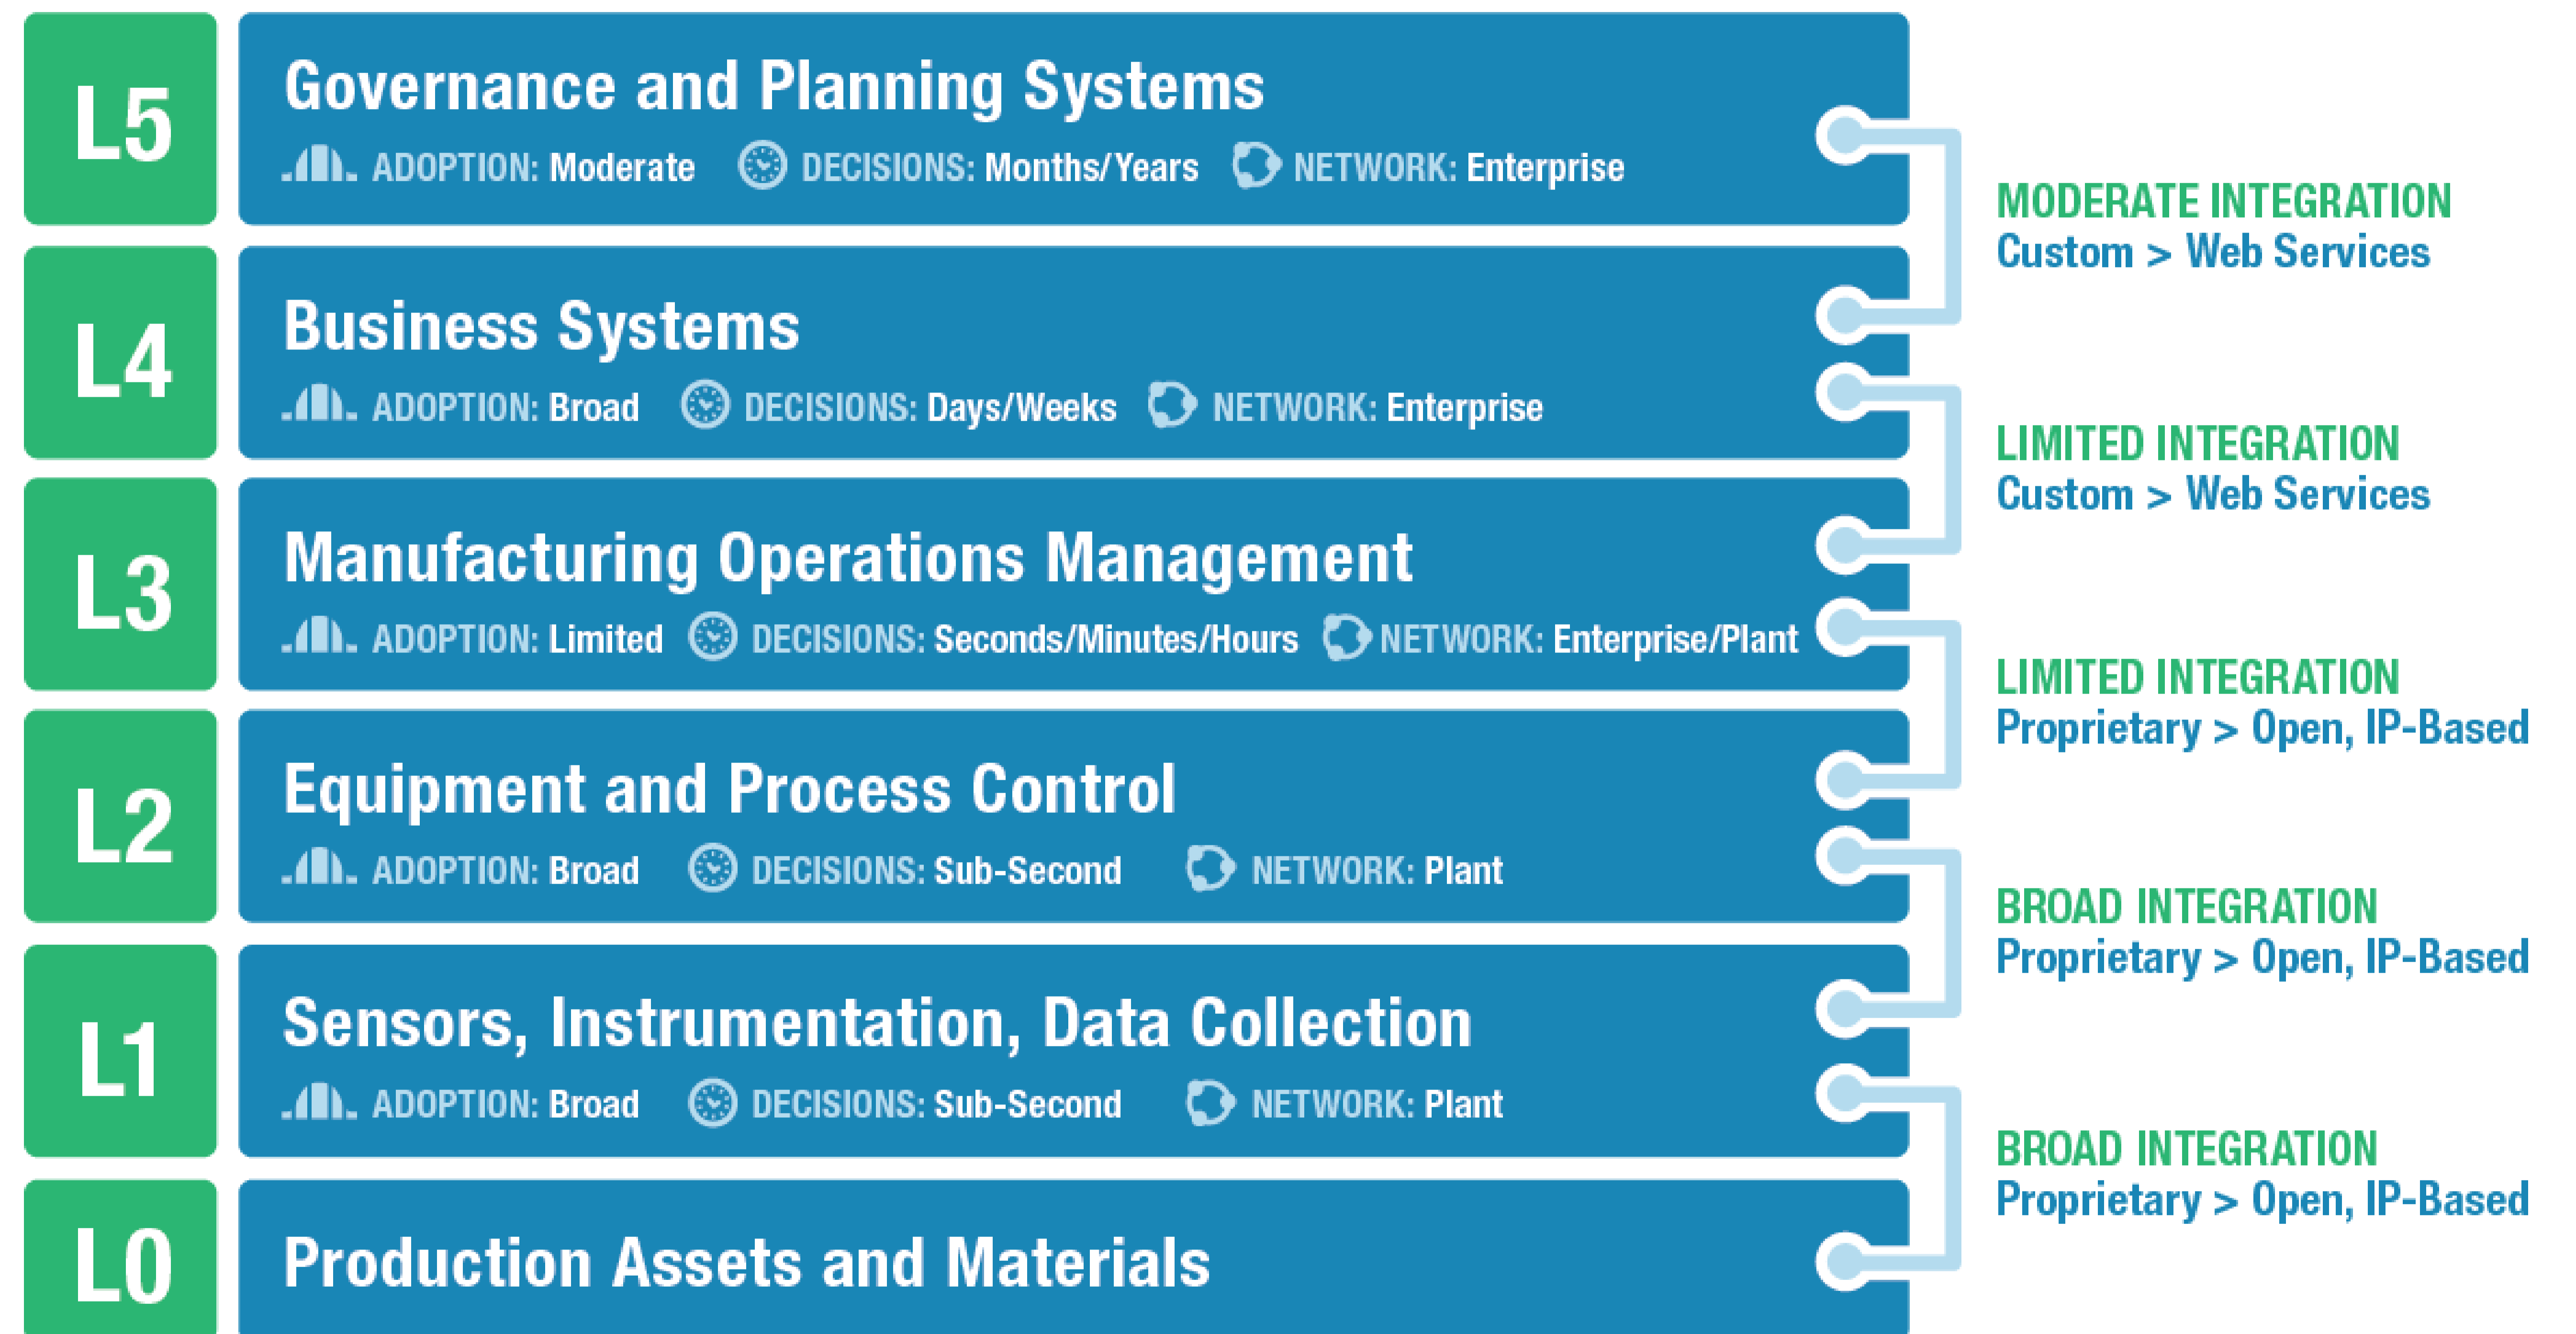 L5
Governance and Planning Systems
ADOPTION: Moderate DECISIONS: Months/Years NETWORK: Enterprise
MODERATE INTEGRATION
Custom > Web Services
L4
Business Systems
ADOPTION: Broad DECISIONS: Days/Weeks NETWORK: Enterprise
LIMITED INTEGRATION
Custom > Web Services
L3
Manufacturing Operations Management
ADOPTION: Limited DECISIONS: Seconds/Minutes/Hours NETWORK: Enterprise/Plant
LIMITED INTEGRATION
Proprietary > Open, IP-Based
L2
Equipment and Process Control
ADOPTION: Broad DECISIONS: Sub-Second NETWORK: Plant
BROAD INTEGRATION
Proprietary > Open, IP-Based
L1
Sensors, Instrumentation, Data Collection
ADOPTION: Broad DECISIONS: Sub-Second NETWORK: Plant
BROAD INTEGRATION
Proprietary > Open, IP-Based
L0
Production Assets and Materials